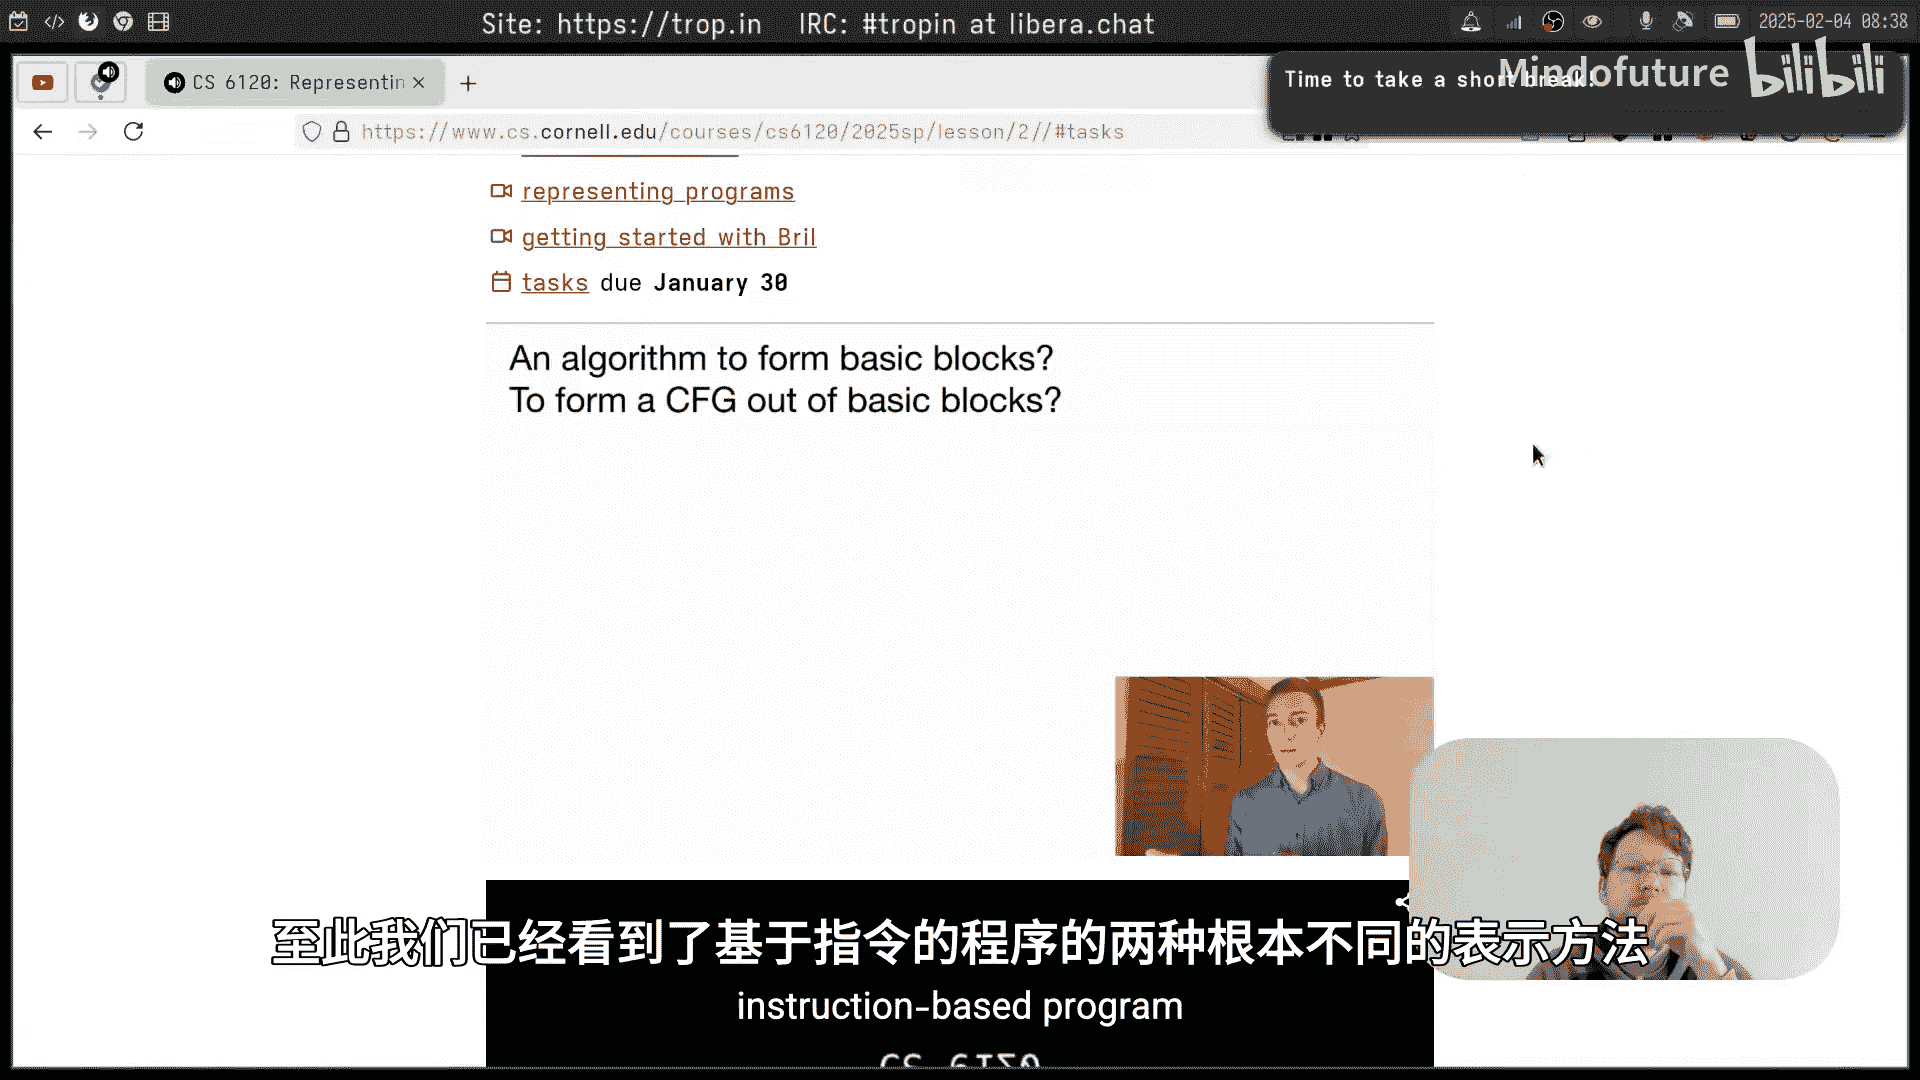 Site: https://trop.in IRC: #tropin at libera.chat
2025-02-04 08:38
CS 6120: Representin
Time to take a short break!
Mindofuture
bilibili
https://www.cs.cornell.edu/courses/cs6120/2025sp/lesson/2//#tasks
representing programs
getting started with Bril
tasks due January 30
An algorithm to form basic blocks?
To form a CFG out of basic blocks?
至此我们已经看到了基于指令的程序的两种根本不同的表示方法
instruction-based program
CS 6120